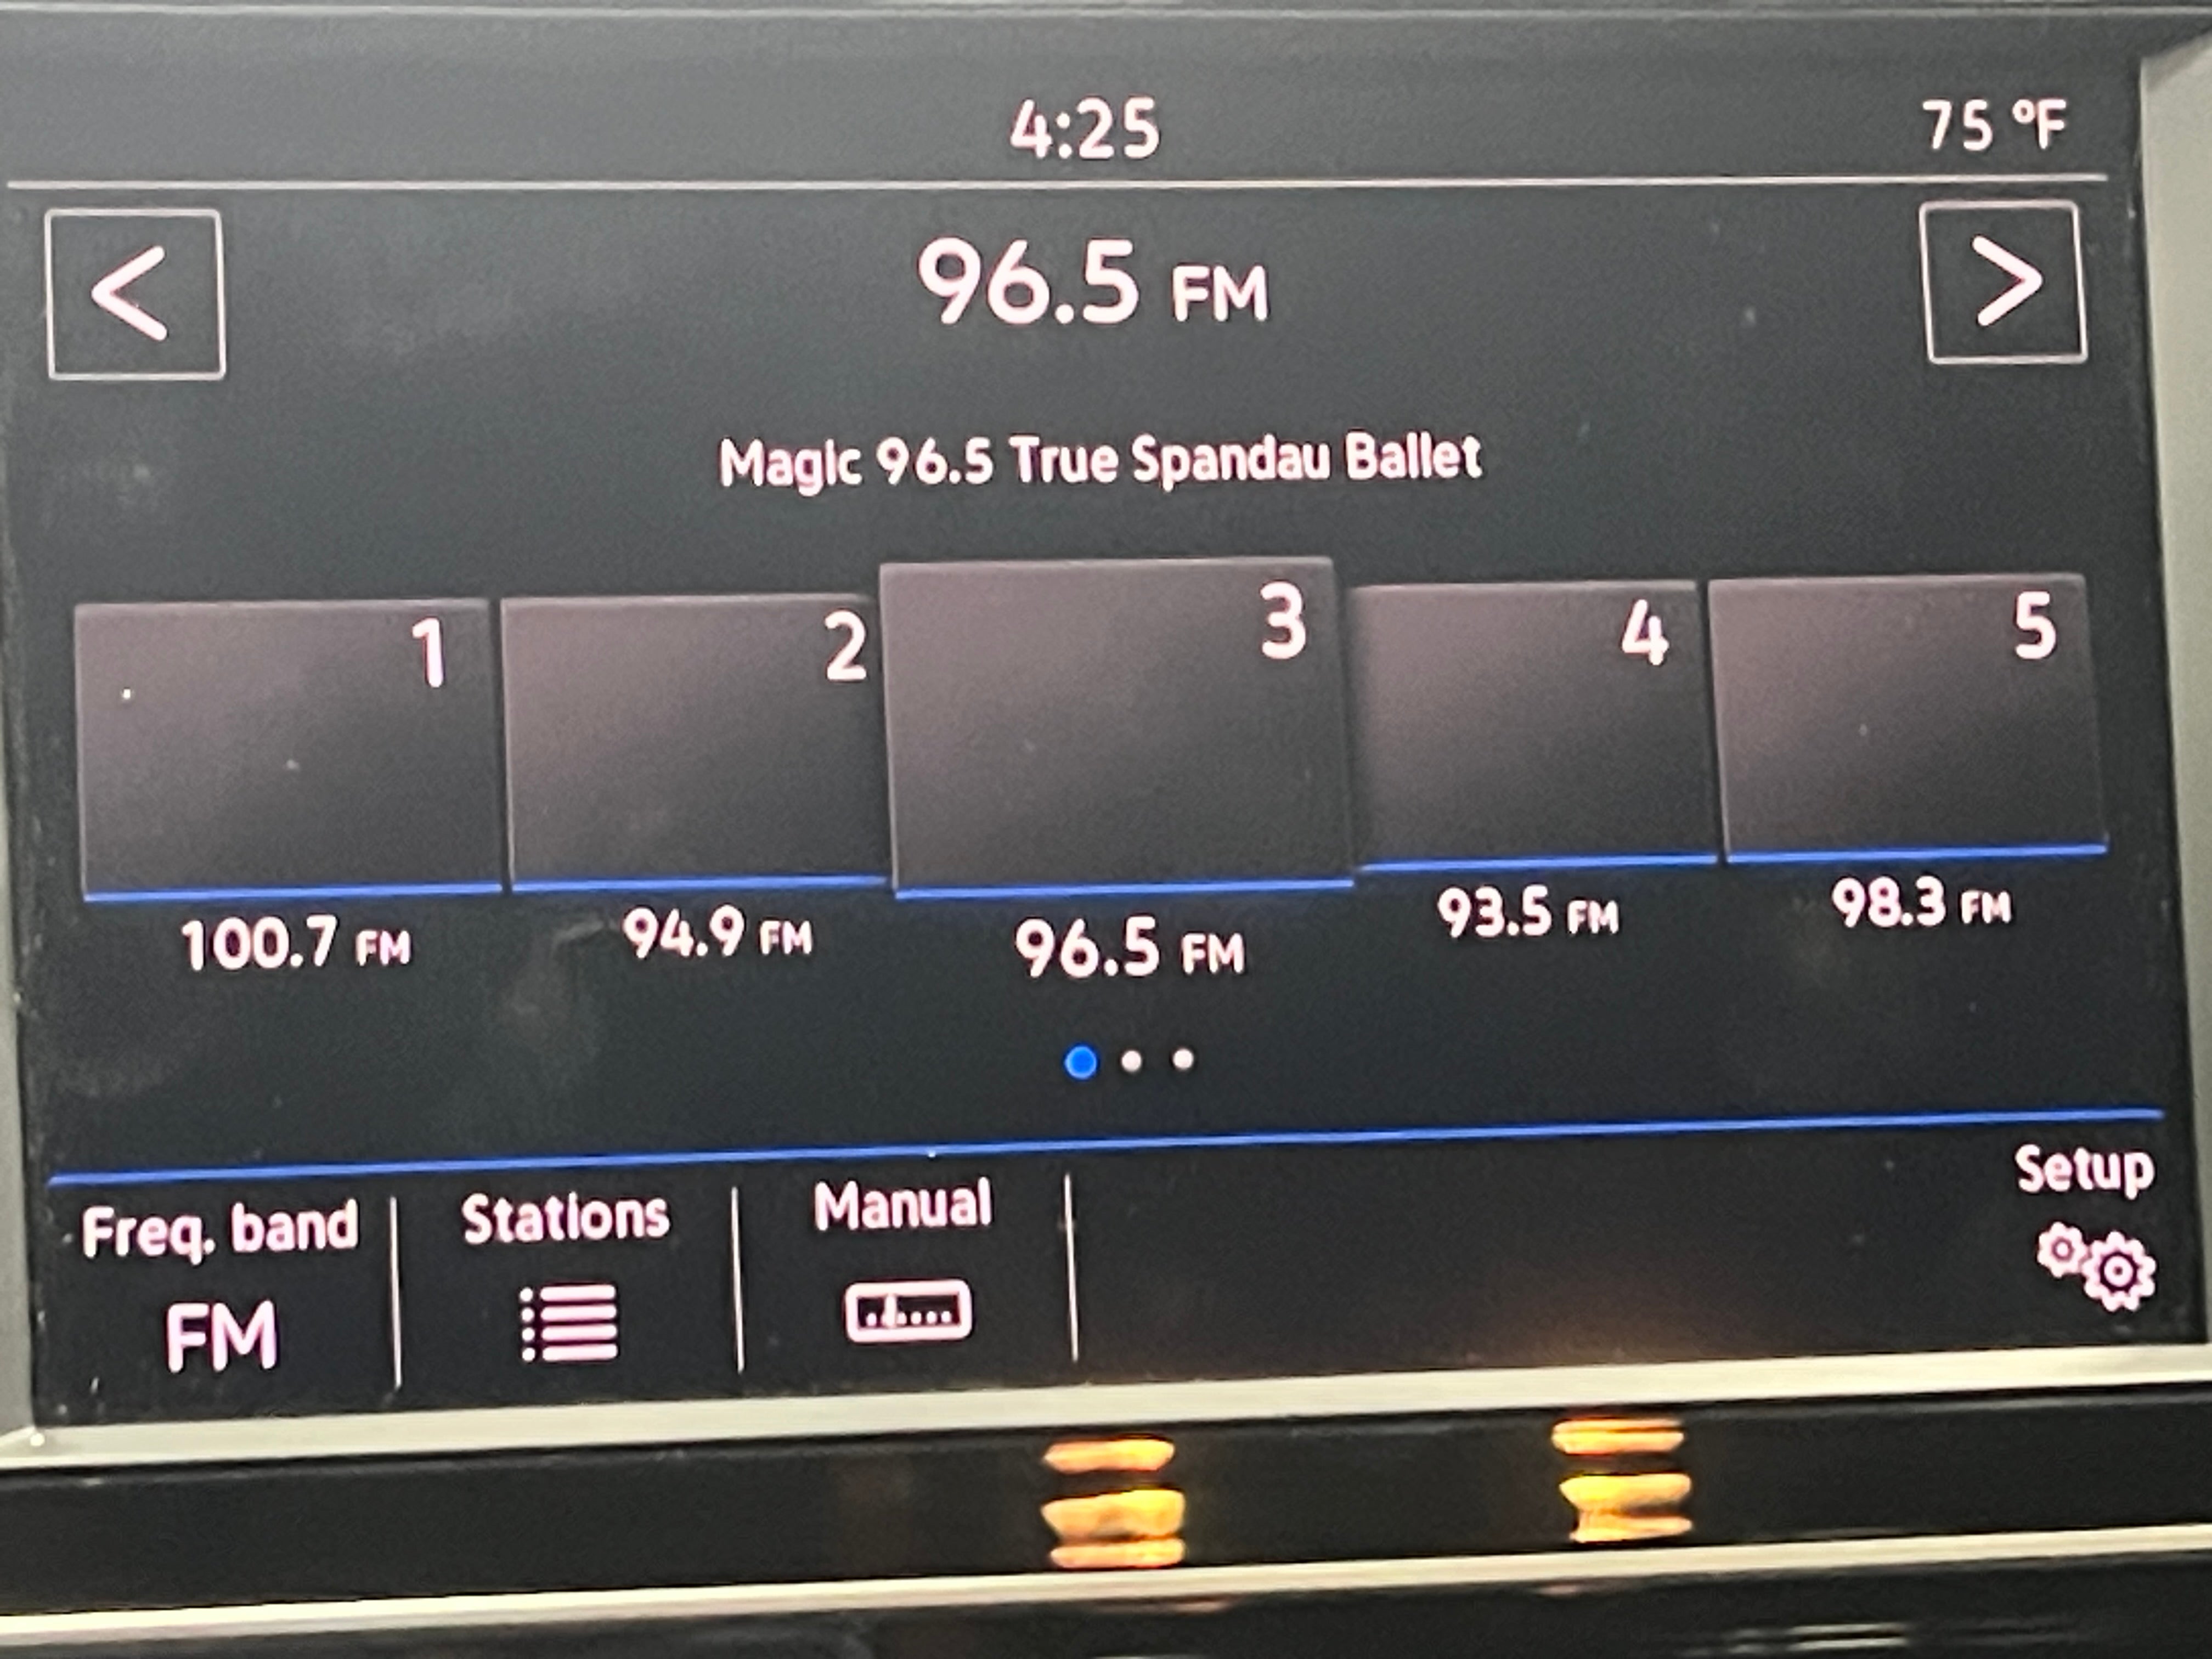 4:25 75 °F
< 96.5 FM >
Magic 96.5 True Spandau Ballet
1 2 3 4 5
100.7 FM 94.9 FM 96.5 FM 93.5 FM 98.3 FM
Freq. band Stations Manual Setup
FM